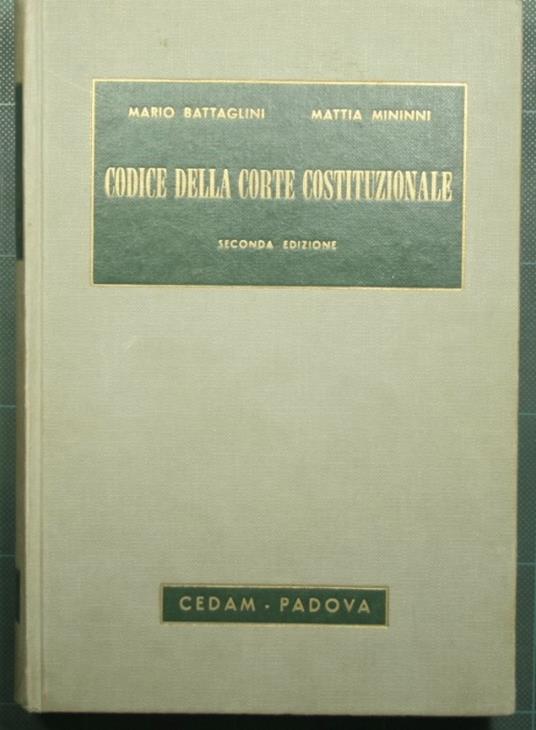 MARIO BATTAGLINI MATTIA MININNI
CODICE DELLA CORTE COSTITUZIONALE
SECONDA EDIZIONE
CEDAM - PADOVA